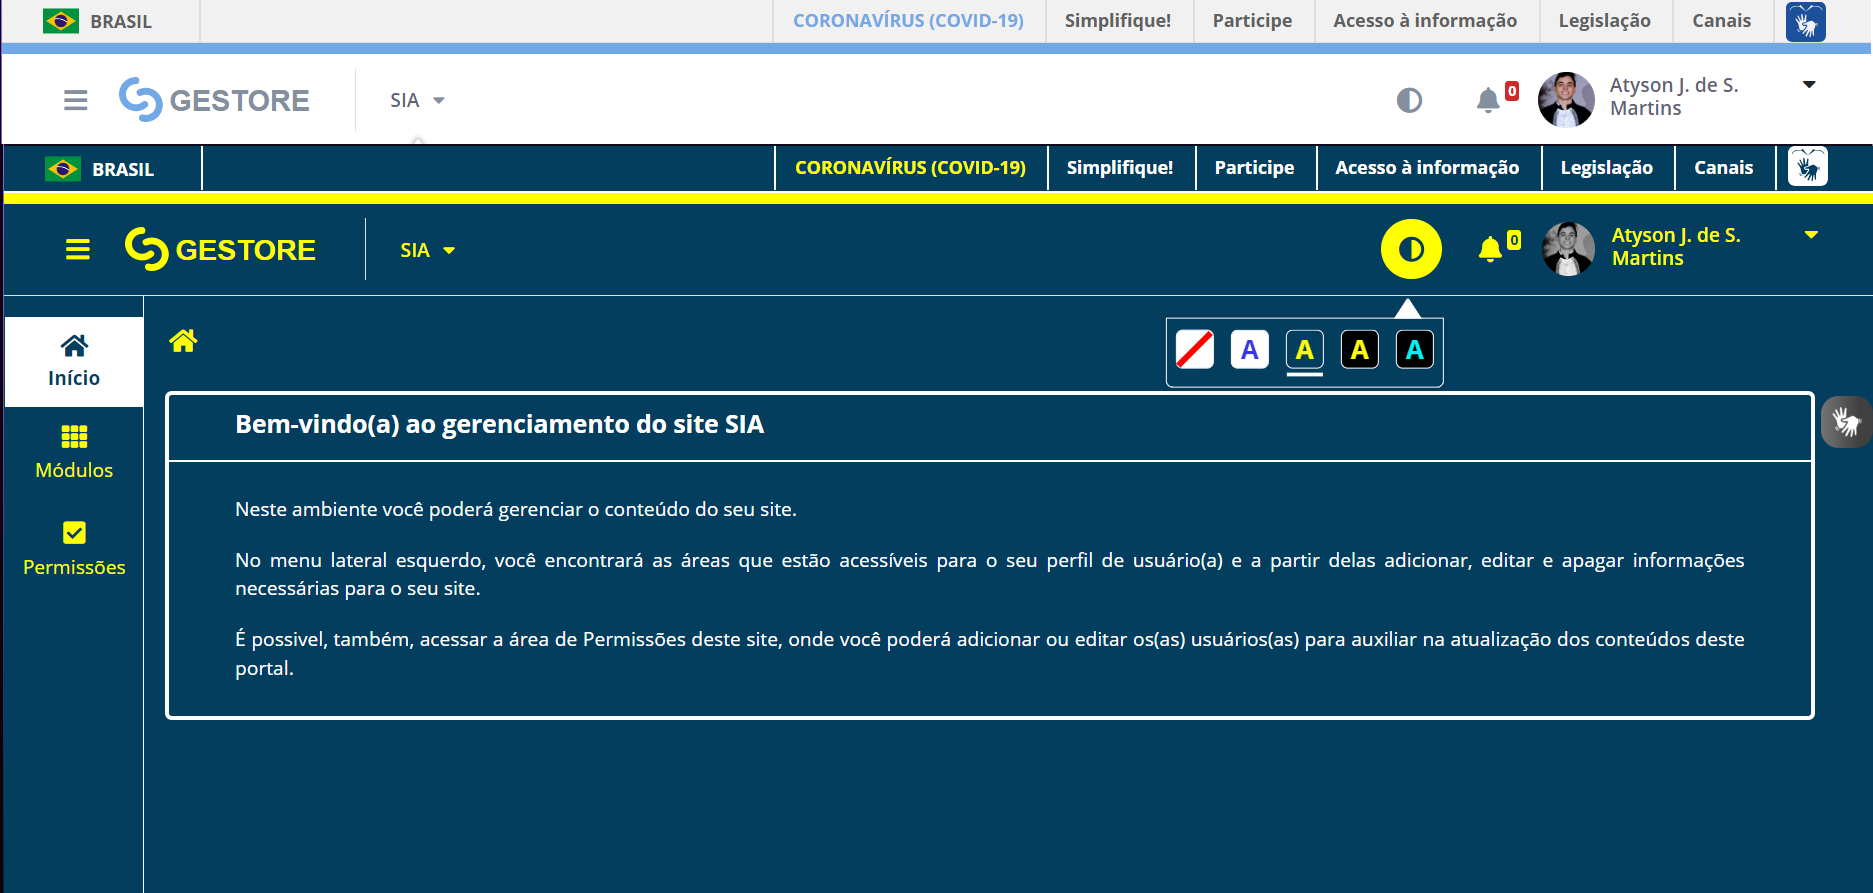 BRASIL
CORONAVÍRUS (COVID-19)
Simplifique!
Participe
Acesso à informação
Legislação
Canais
GESTORE
SIA
0
Atyson J. de S.
Martins
BRASIL
CORONAVÍRUS (COVID-19)
Simplifique!
Participe
Acesso à informação
Legislação
Canais
GESTORE
SIA
0
Atyson J. de S.
Martins
A
A
A
A
Início
Módulos
Permissões
Bem-vindo(a) ao gerenciamento do site SIA
Neste ambiente você poderá gerenciar o conteúdo do seu site.
No menu lateral esquerdo, você encontrará as áreas que estão acessíveis para o seu perfil de usuário(a) e a partir delas adicionar, editar e apagar informações
necessárias para o seu site.
É possivel, também, acessar a área de Permissões deste site, onde você poderá adicionar ou editar os(as) usuários(as) para auxiliar na atualização dos conteúdos deste
portal.